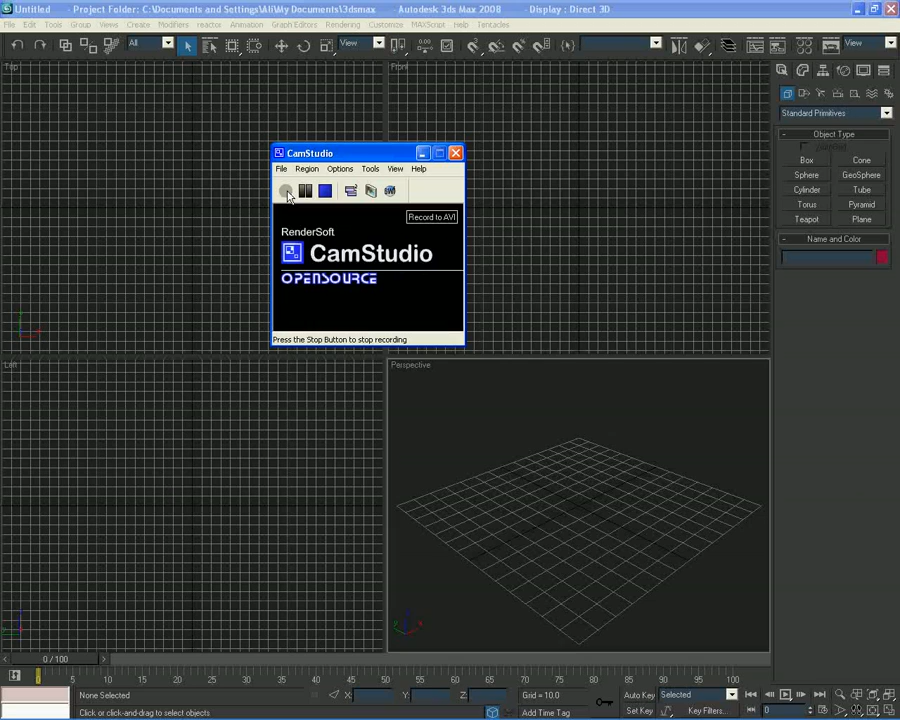 Untitled - Project Folder: C:\Documents and Settings\Ali\My Documents\3dsmax - Autodesk 3ds Max 2008 - Display : Direct 3D
File Edit Tools Group Views Create Modifiers reactor Animation Graph Editors Rendering Customize MAXScript Help Tentacles
All
View
View
Top
Front
Standard Primitives
Object Type
Box Cone
Sphere GeoSphere
Cylinder Tube
Torus Pyramid
Teapot Plane
Name and Color
CamStudio
File Region Options Tools View Help
Record to AVI
RenderSoft
CamStudio
OPENSOURCE
Press the Stop Button to stop recording
Left
Perspective
0 / 100
0 5 10 15 20 25 30 35 40 45 50 55 60 65 70 75 80 85 90 95 100
None Selected
X: Y: Z:
Grid = 10.0
Auto Key
Selected
Click or click-and-drag to select objects
Add Time Tag
Set Key
Key Filters...
0